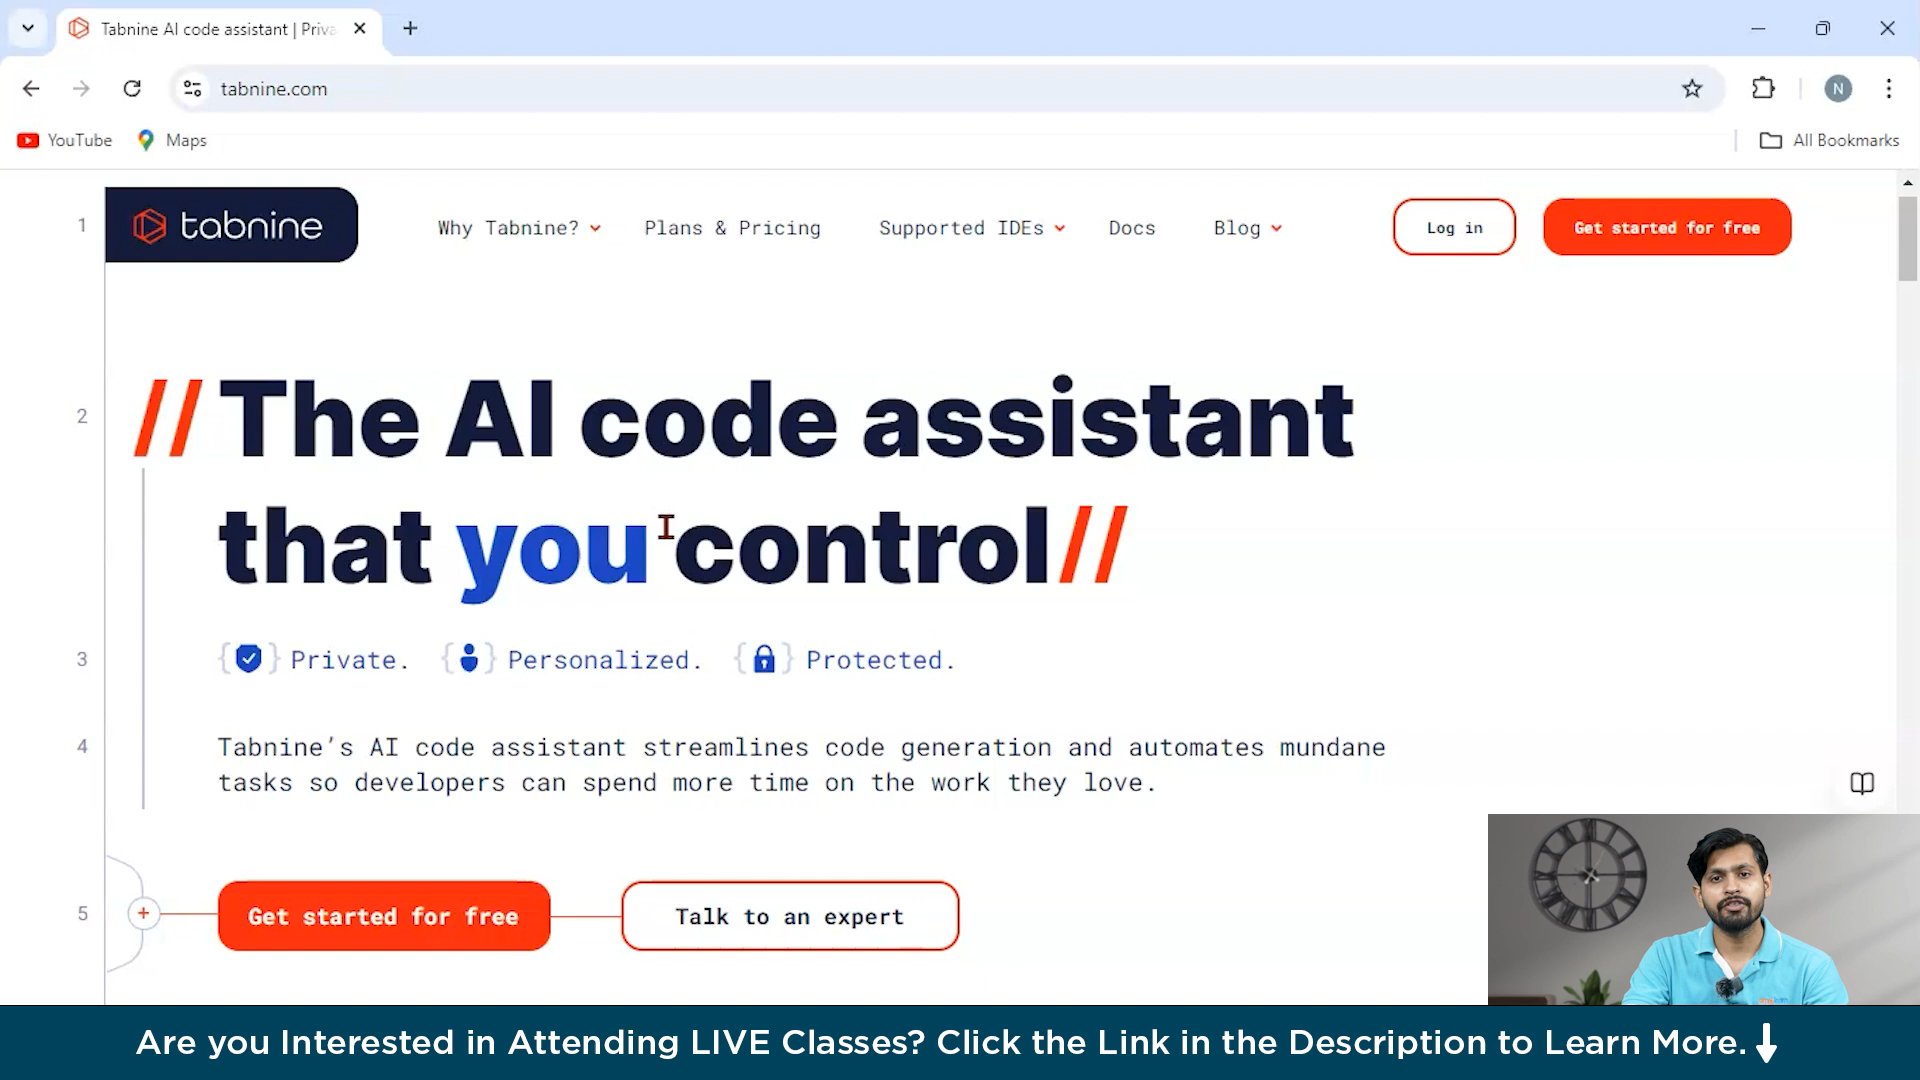 Tabnine AI code assistant | Priva
tabnine.com
N
YouTube
Maps
All Bookmarks
1
tabnine
Why Tabnine?
Plans & Pricing
Supported IDEs
Docs
Blog
Log in
Get started for free
2
// The AI code assistant
that you control//
3
{ } Private. { } Personalized. { } Protected.
4
Tabnine’s AI code assistant streamlines code generation and automates mundane
tasks so developers can spend more time on the work they love.
5
+
Get started for free
Talk to an expert
Are you Interested in Attending LIVE Classes? Click the Link in the Description to Learn More.